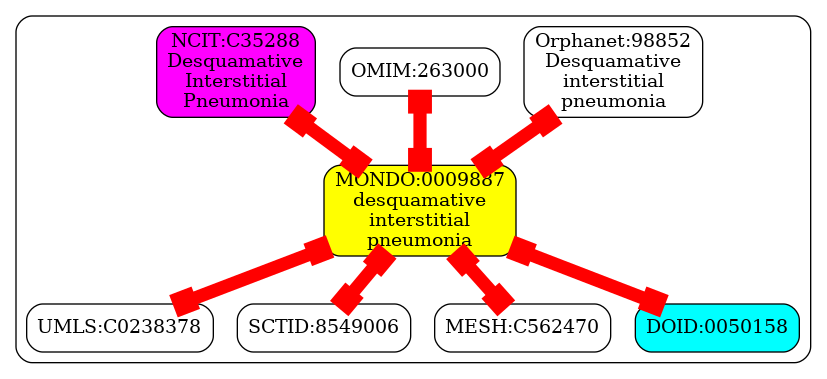 NCIT:C35288
Desquamative
Interstitial
Pneumonia
OMIM:263000
Orphanet:98852
Desquamative
interstitial
pneumonia
MONDO:0009887
desquamative
interstitial
pneumonia
UMLS:C0238378
SCTID:8549006
MESH:C562470
DOID:0050158